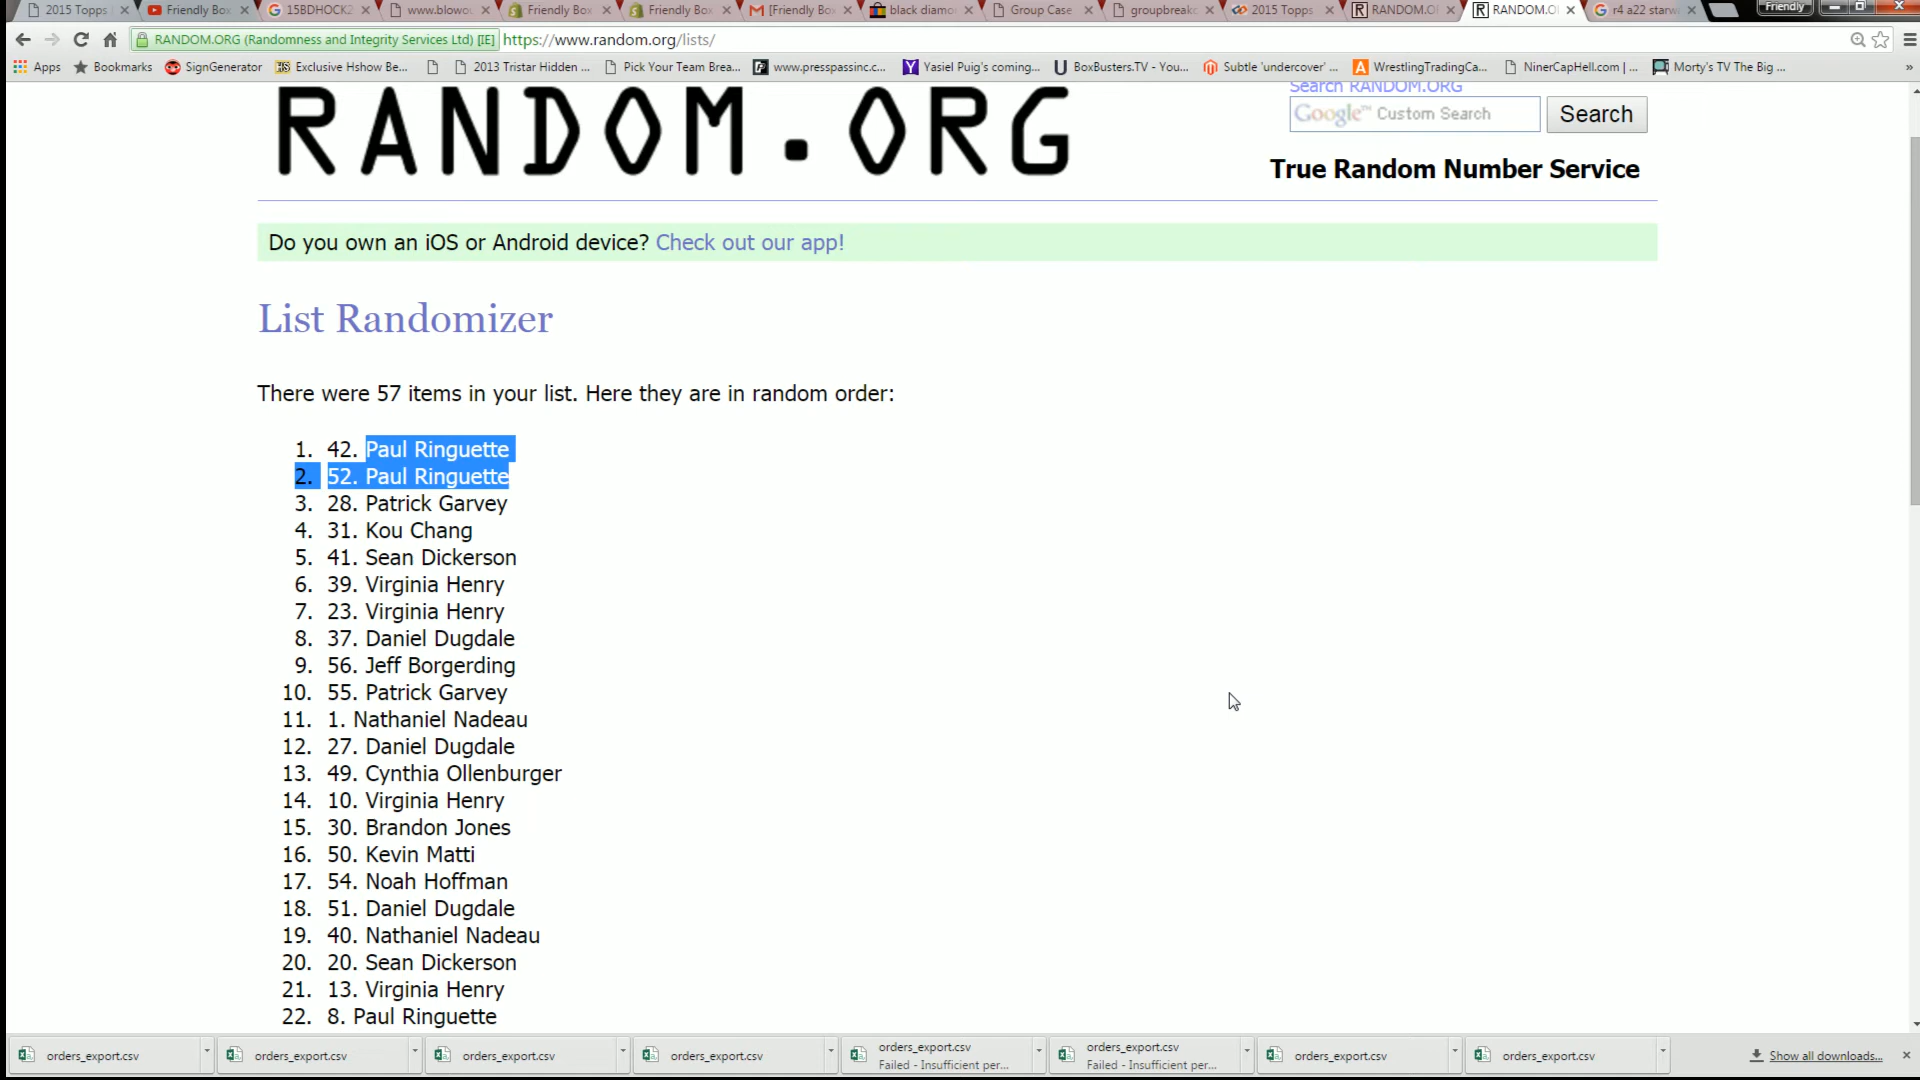 2015 Topps
Friendly Box
15BDHOCK2
www.blowou
Friendly Box
Friendly Box
[Friendly Box
black diamo
Group Case
groupbreak
2015 Topps
RANDOM.O
RANDOM.O
r4 a22 starw
Friendly
RANDOM.ORG (Randomness and Integrity Services Ltd) [IE] https://www.random.org/lists/
Apps
Bookmarks
SignGenerator
Exclusive Hshow Be...
2013 Tristar Hidden ...
Pick Your Team Brea...
www.presspassinc.c...
Yasiel Puig's coming...
BoxBusters.TV - You...
Subtle 'undercover' ...
WrestlingTradingCa...
NinerCapHell.com | ...
Morty's TV The Big ...
»
RANDOM.ORG
Search RANDOM.ORG
Google™ Custom Search
Search
True Random Number Service
Do you own an iOS or Android device? Check out our app!
List Randomizer
There were 57 items in your list. Here they are in random order:
1. 42. Paul Ringuette
2. 52. Paul Ringuette
3. 28. Patrick Garvey
4. 31. Kou Chang
5. 41. Sean Dickerson
6. 39. Virginia Henry
7. 23. Virginia Henry
8. 37. Daniel Dugdale
9. 56. Jeff Borgerding
10. 55. Patrick Garvey
11. 1. Nathaniel Nadeau
12. 27. Daniel Dugdale
13. 49. Cynthia Ollenburger
14. 10. Virginia Henry
15. 30. Brandon Jones
16. 50. Kevin Matti
17. 54. Noah Hoffman
18. 51. Daniel Dugdale
19. 40. Nathaniel Nadeau
20. 20. Sean Dickerson
21. 13. Virginia Henry
22. 8. Paul Ringuette
orders_export.csv
orders_export.csv
orders_export.csv
orders_export.csv
orders_export.csv
Failed - Insufficient per...
orders_export.csv
Failed - Insufficient per...
orders_export.csv
orders_export.csv
Show all downloads...